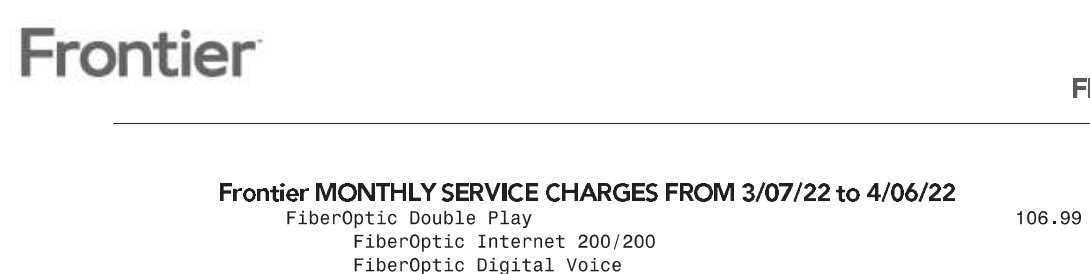 Frontier
Frontier MONTHLY SERVICE CHARGES FROM 3/07/22 to 4/06/22
FiberOptic Double Play 106.99
FiberOptic Internet 200/200
FiberOptic Digital Voice